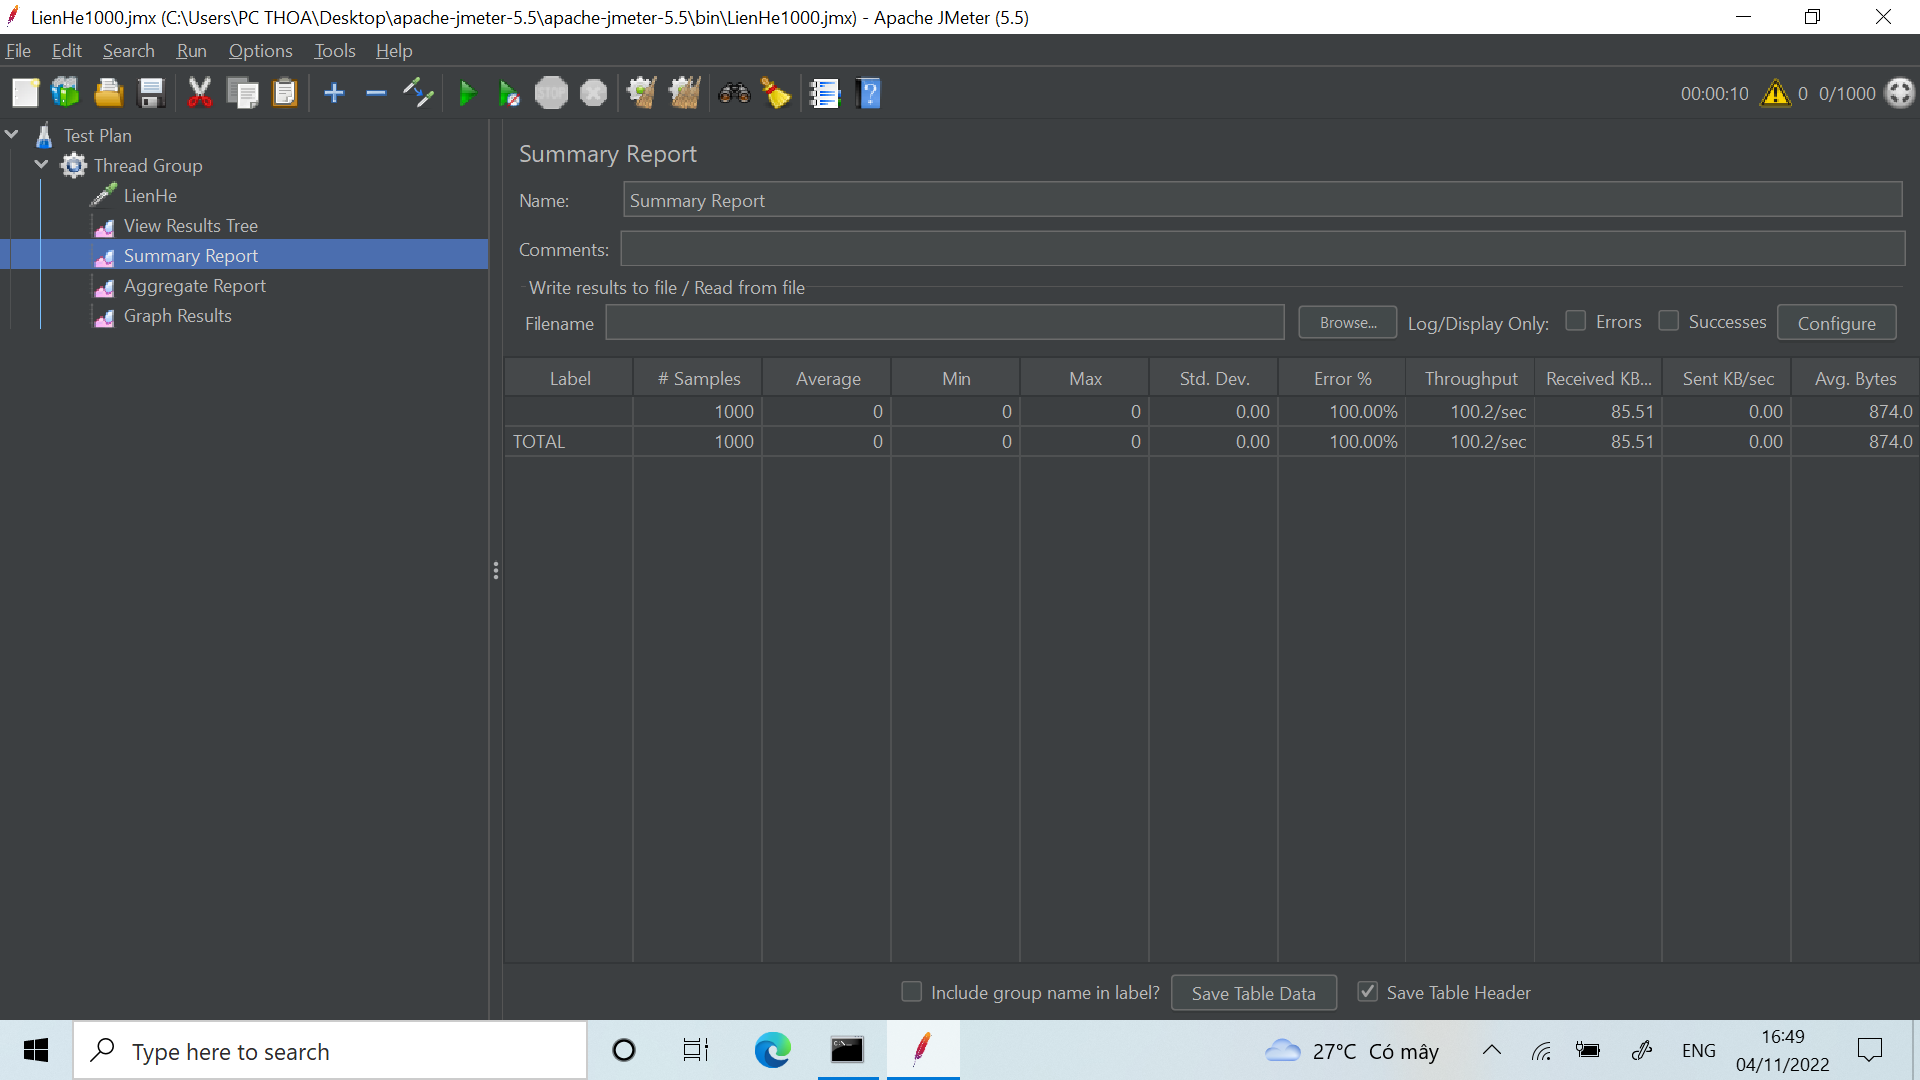 LienHe1000.jmx (C:\Users\PC THOA\Desktop\apache-jmeter-5.5\apache-jmeter-5.5\bin\LienHe1000.jmx) - Apache JMeter (5.5)
File Edit Search Run Options Tools Help
STOP 00:00:10 0 0/1000
Test Plan
Thread Group
LienHe
View Results Tree
Summary Report
Aggregate Report
Graph Results
Summary Report
Name: Summary Report
Comments:
Write results to file / Read from file
Filename Browse... Log/Display Only: Errors Successes Configure
Label # Samples Average Min Max Std. Dev. Error % Throughput Received KB... Sent KB/sec Avg. Bytes
1000 0 0 0 0.00 100.00% 100.2/sec 85.51 0.00 874.0
TOTAL 1000 0 0 0 0.00 100.00% 100.2/sec 85.51 0.00 874.0
Include group name in label? Save Table Data Save Table Header
Type here to search
27°C Có mây ENG
16:49
04/11/2022